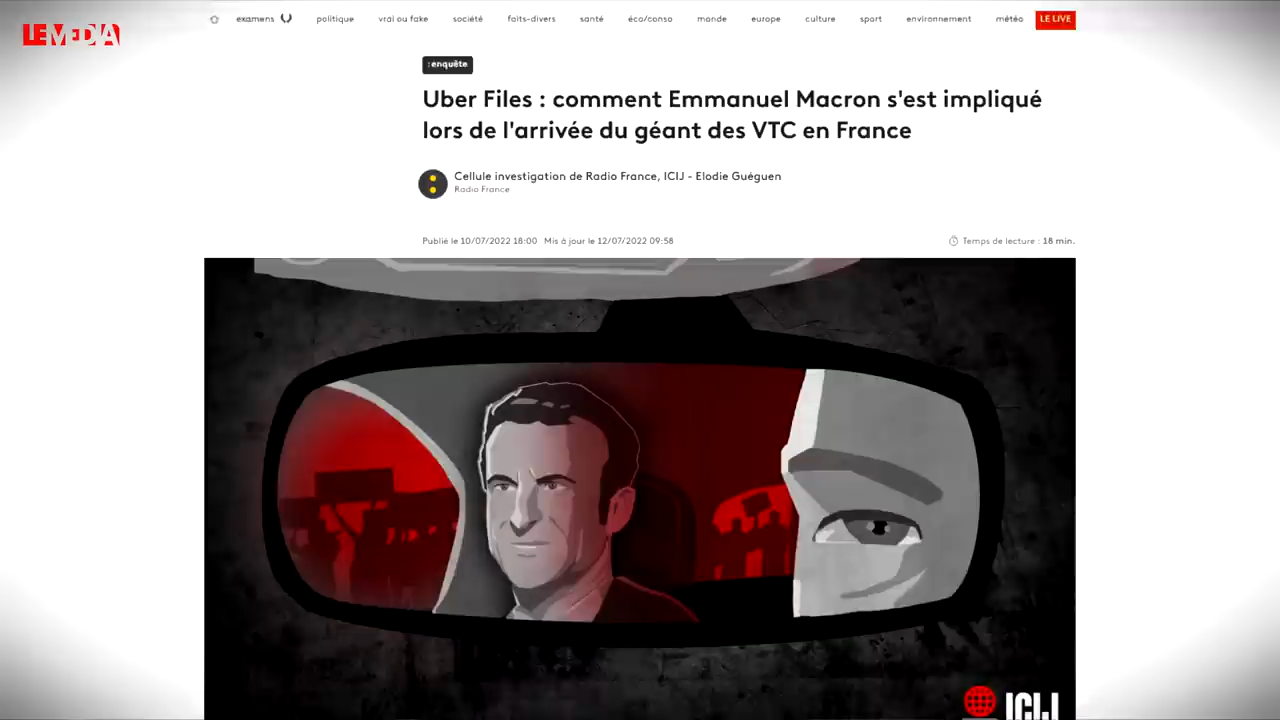 LEMEDIA
examens politique vrai ou fake société faits-divers santé éco/conso monde europe culture sport environnement météo LE LIVE
: enquête
Uber Files : comment Emmanuel Macron s'est impliqué
lors de l'arrivée du géant des VTC en France
Cellule investigation de Radio France, ICIJ - Elodie Guéguen
Radio France
Publié le 10/07/2022 18:00 Mis à jour le 12/07/2022 09:58 Temps de lecture : 18 min.
ICIJ